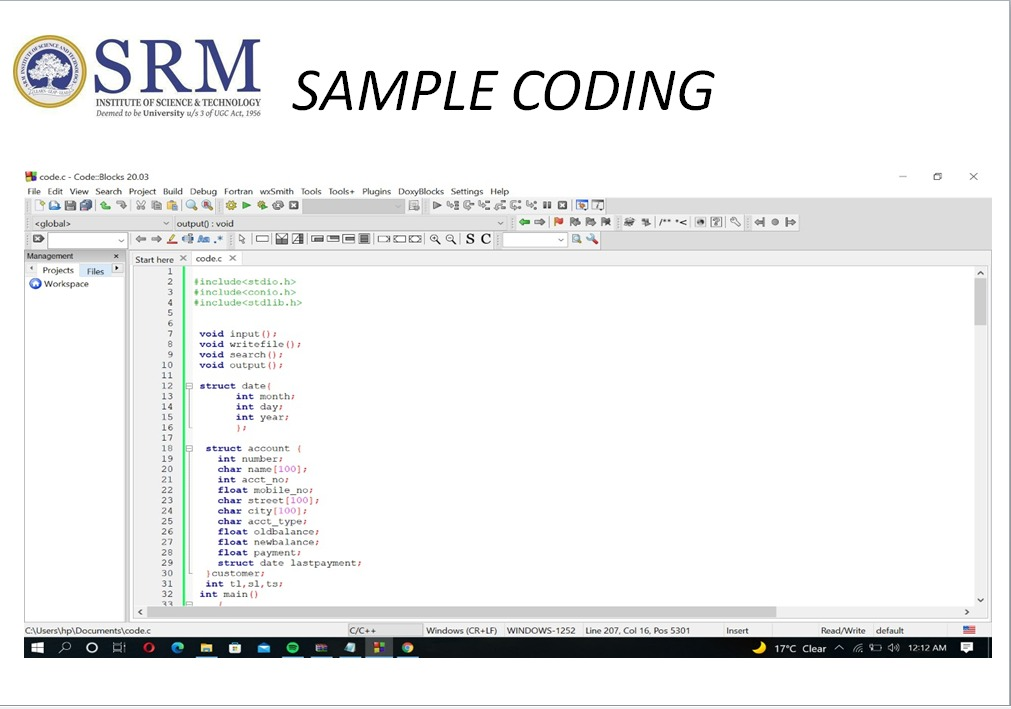 SRM
INSTITUTE OF SCIENCE & TECHNOLOGY
Deemed to be University u/s 3 of UGC Act, 1956
SAMPLE CODING
code.c - Code::Blocks 20.03
File Edit View Search Project Build Debug Fortran wxSmith Tools Tools+ Plugins DoxyBlocks Settings Help
<global>
output() : void
S C
Management
Projects Files
Workspace
Start here code.c
1
2 #include<stdio.h>
3 #include<conio.h>
4 #include<stdlib.h>
5
6
7 void input();
8 void writefile();
9 void search();
10 void output();
11
12 struct date{
13 int month;
14 int day;
15 int year;
16 };
17
18 struct account {
19 int number;
20 char name[100];
21 int acct_no;
22 float mobile_no;
23 char street[100];
24 char city[100];
25 char acct_type;
26 float oldbalance;
27 float newbalance;
28 float payment;
29 struct date lastpayment;
30 }customer;
31 int tl,sl,ts;
32 int main()
33 {
C:\Users\hp\Documents\code.c C/C++ Windows (CR+LF) WINDOWS-1252 Line 207, Col 16, Pos 5301 Insert Read/Write default
17°C Clear 12:12 AM